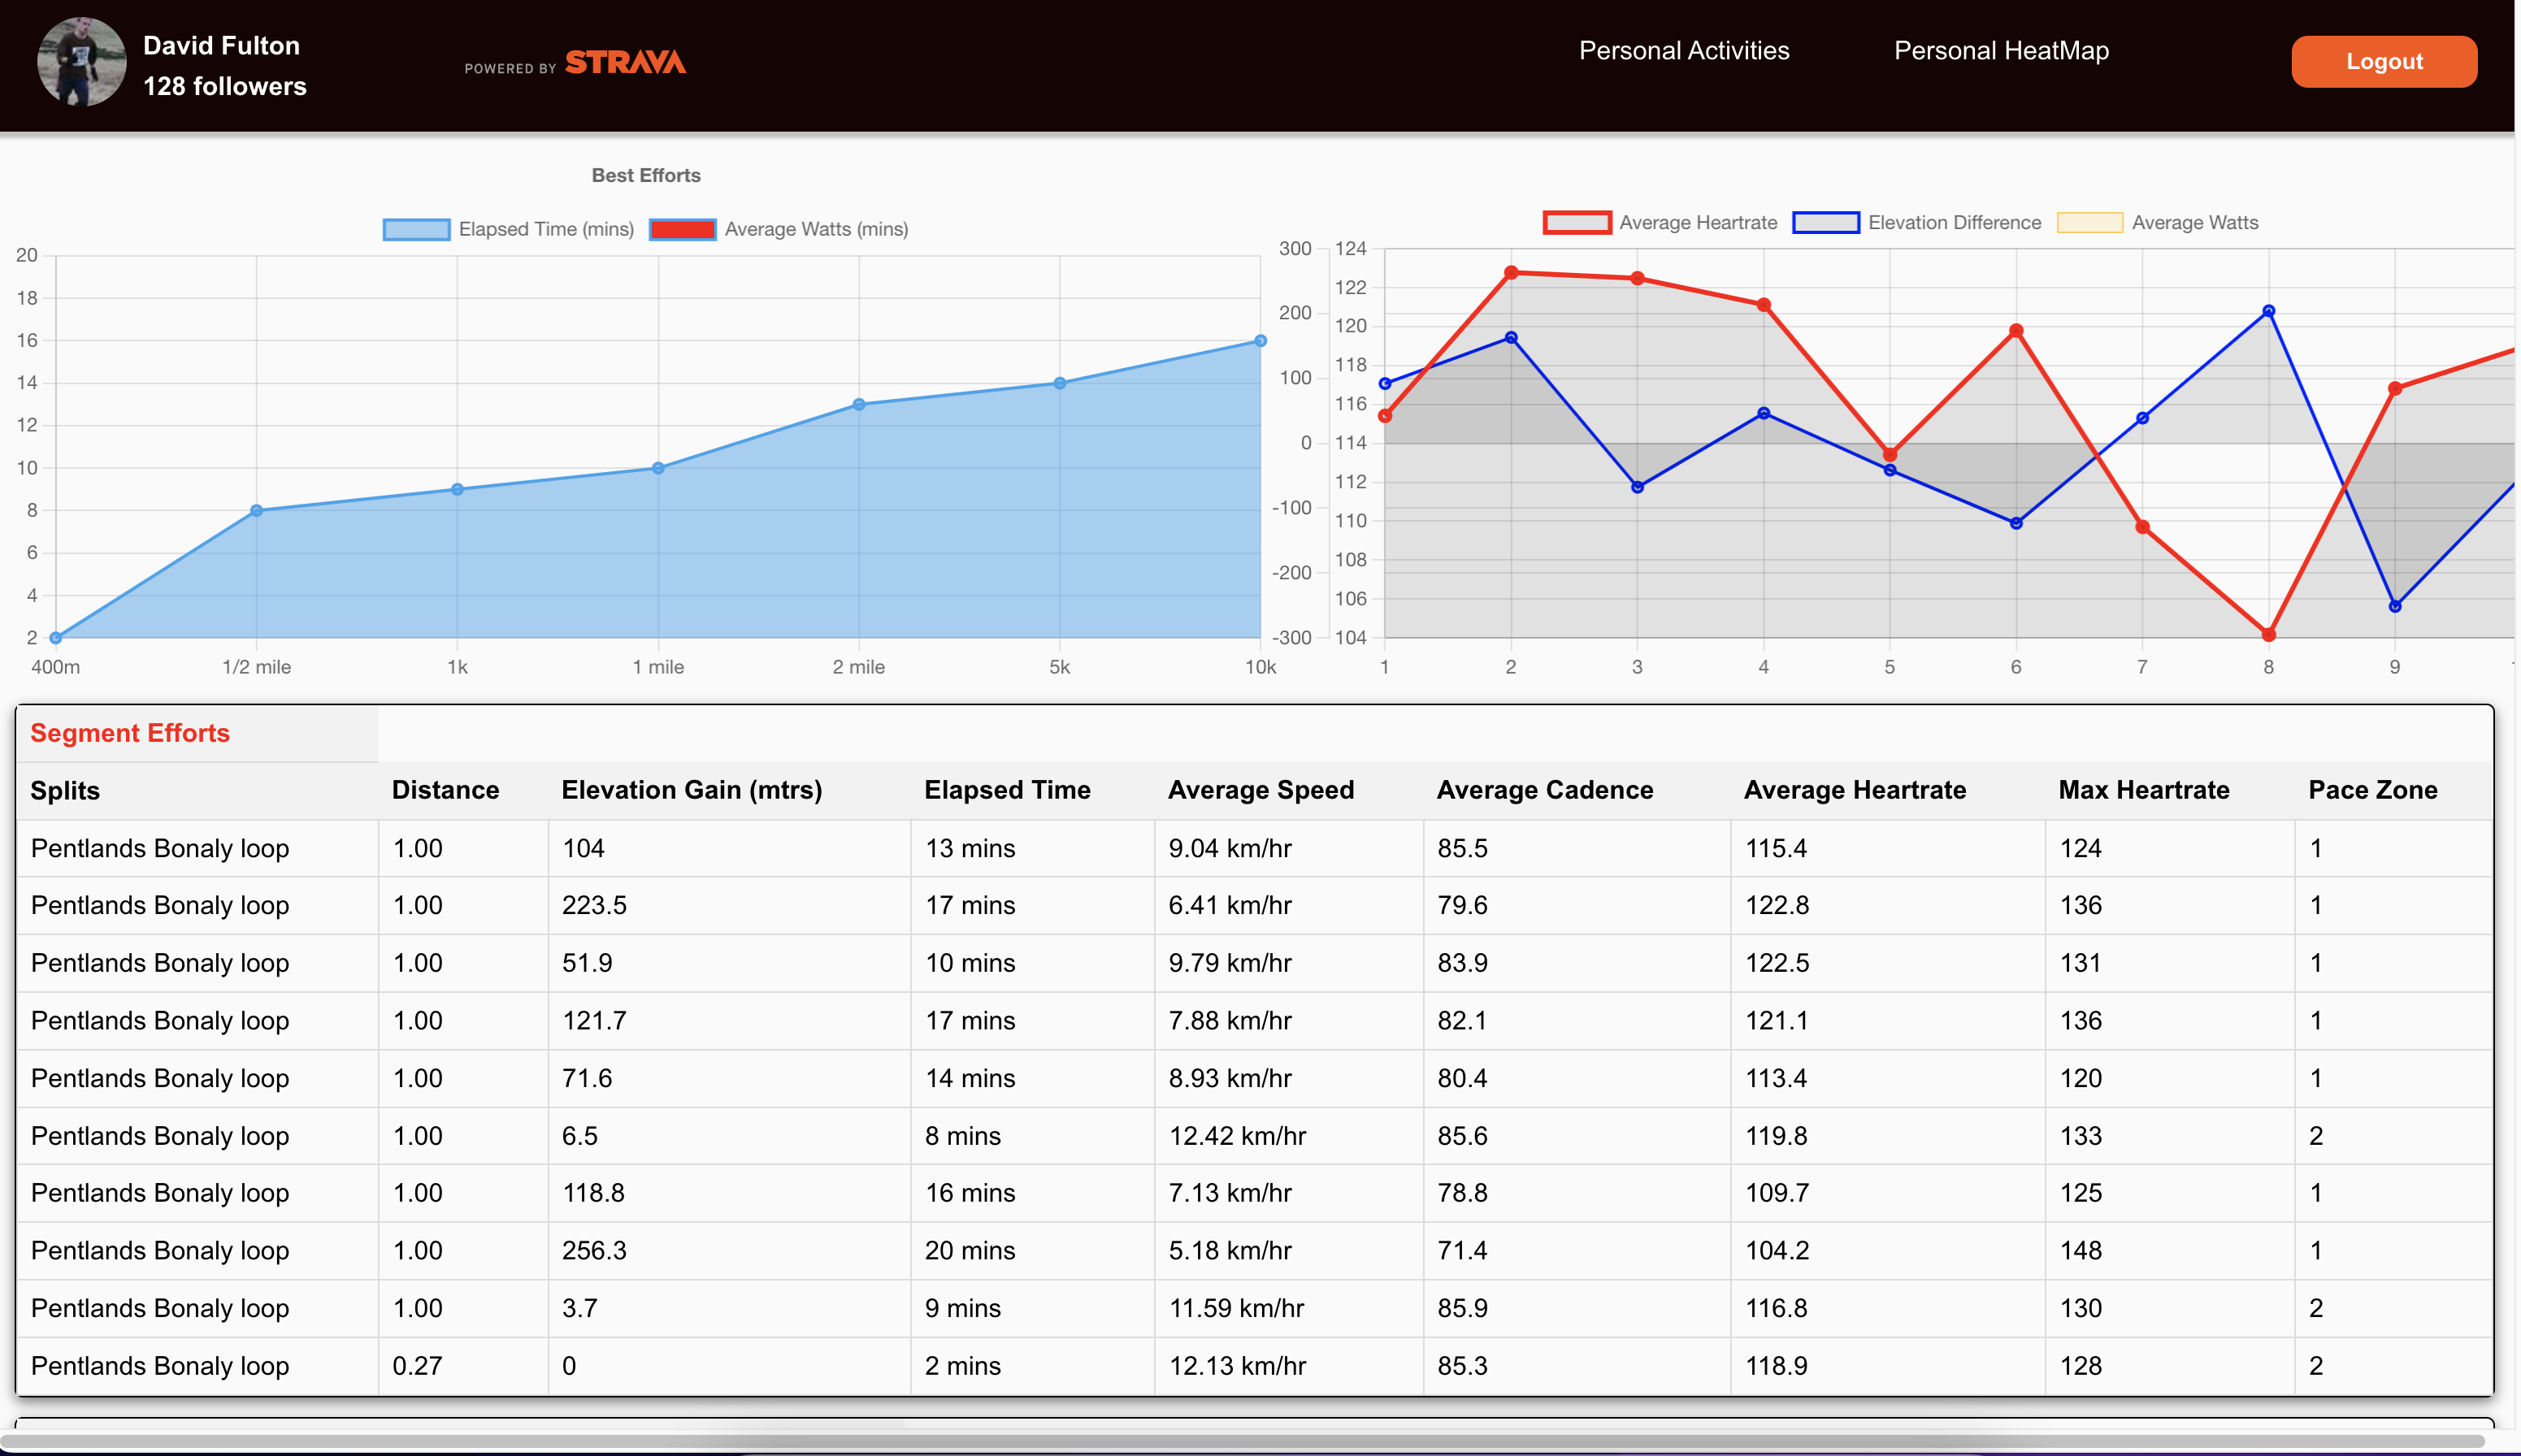 David Fulton
128 followers
POWERED BY STRAVA
Personal Activities
Personal HeatMap
Logout
Best Efforts
Elapsed Time (mins) Average Watts (mins)
20
18
16
14
12
10
8
6
4
2
400m 1/2 mile 1k 1 mile 2 mile 5k 10k
Average Heartrate Elevation Difference Average Watts
300
200
100
0
-100
-200
-300
124
122
120
118
116
114
112
110
108
106
104
1 2 3 4 5 6 7 8 9
Segment Efforts
Splits Distance Elevation Gain (mtrs) Elapsed Time Average Speed Average Cadence Average Heartrate Max Heartrate Pace Zone
Pentlands Bonaly loop 1.00 104 13 mins 9.04 km/hr 85.5 115.4 124 1
Pentlands Bonaly loop 1.00 223.5 17 mins 6.41 km/hr 79.6 122.8 136 1
Pentlands Bonaly loop 1.00 51.9 10 mins 9.79 km/hr 83.9 122.5 131 1
Pentlands Bonaly loop 1.00 121.7 17 mins 7.88 km/hr 82.1 121.1 136 1
Pentlands Bonaly loop 1.00 71.6 14 mins 8.93 km/hr 80.4 113.4 120 1
Pentlands Bonaly loop 1.00 6.5 8 mins 12.42 km/hr 85.6 119.8 133 2
Pentlands Bonaly loop 1.00 118.8 16 mins 7.13 km/hr 78.8 109.7 125 1
Pentlands Bonaly loop 1.00 256.3 20 mins 5.18 km/hr 71.4 104.2 148 1
Pentlands Bonaly loop 1.00 3.7 9 mins 11.59 km/hr 85.9 116.8 130 2
Pentlands Bonaly loop 0.27 0 2 mins 12.13 km/hr 85.3 118.9 128 2